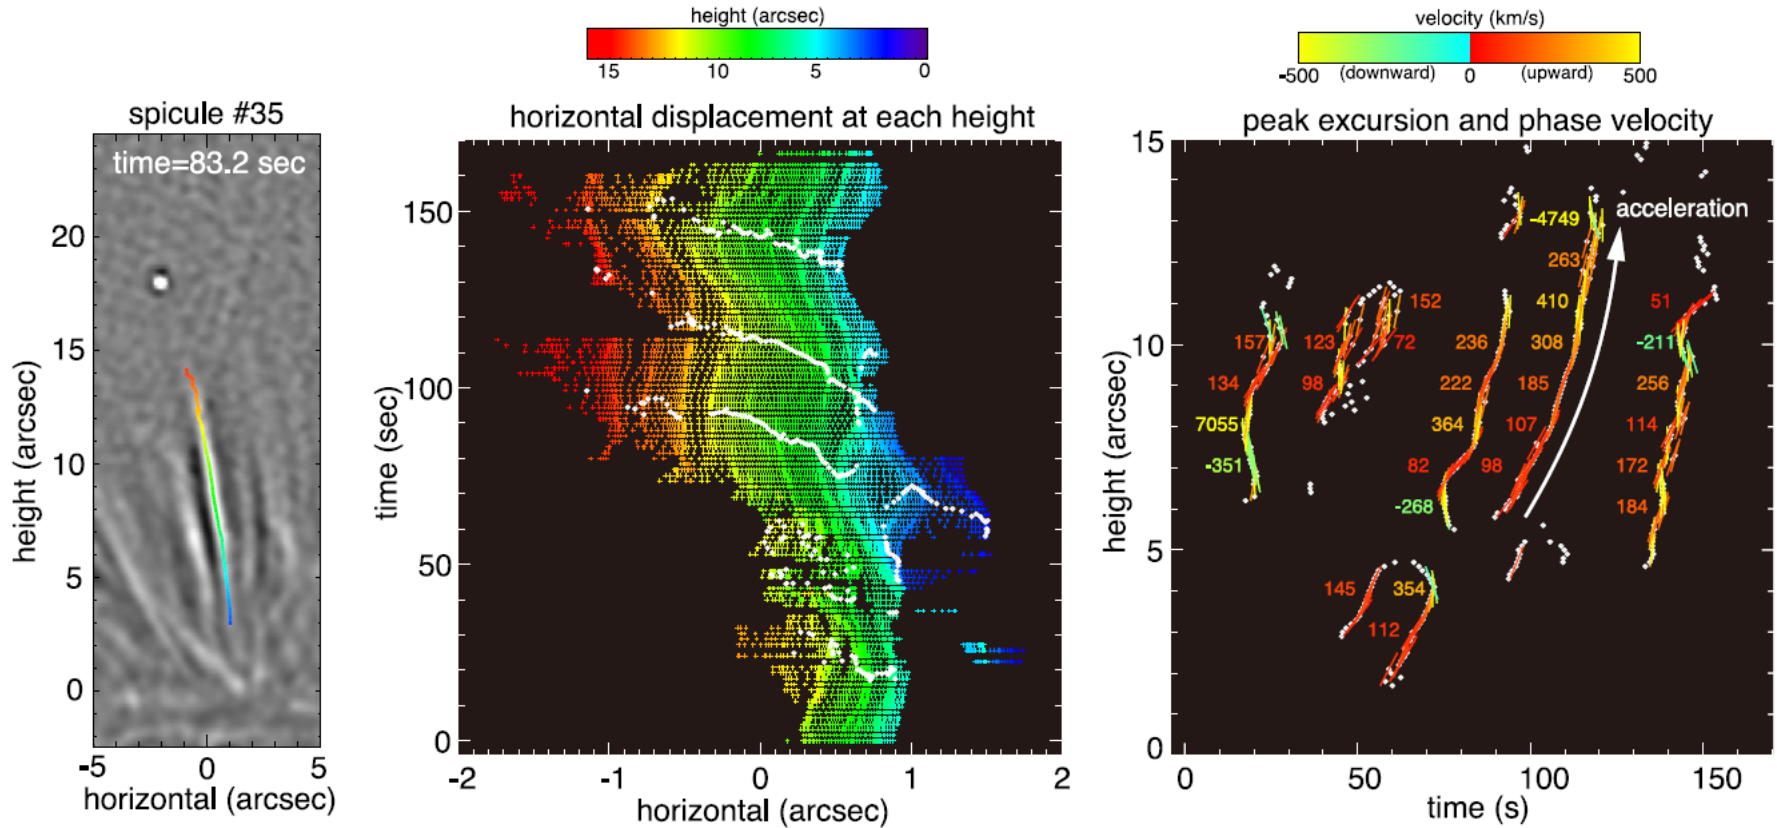 spicule #35
time=83.2 sec
height (arcsec)
20
15
10
5
0
-5 0 5
horizontal (arcsec)
height (arcsec)
15 10 5 0
horizontal displacement at each height
time (sec)
150
100
50
0
-2 -1 0 1 2
horizontal (arcsec)
velocity (km/s)
-500 (downward) 0 (upward) 500
peak excursion and phase velocity
height (arcsec)
15
10
5
0
0 50 100 150
time (s)
acceleration
-4749
263
410
308
185
107
98
152
72
123
98
157
134
7055
-351
236
222
364
82
-268
51
-211
256
114
172
184
145
354
112